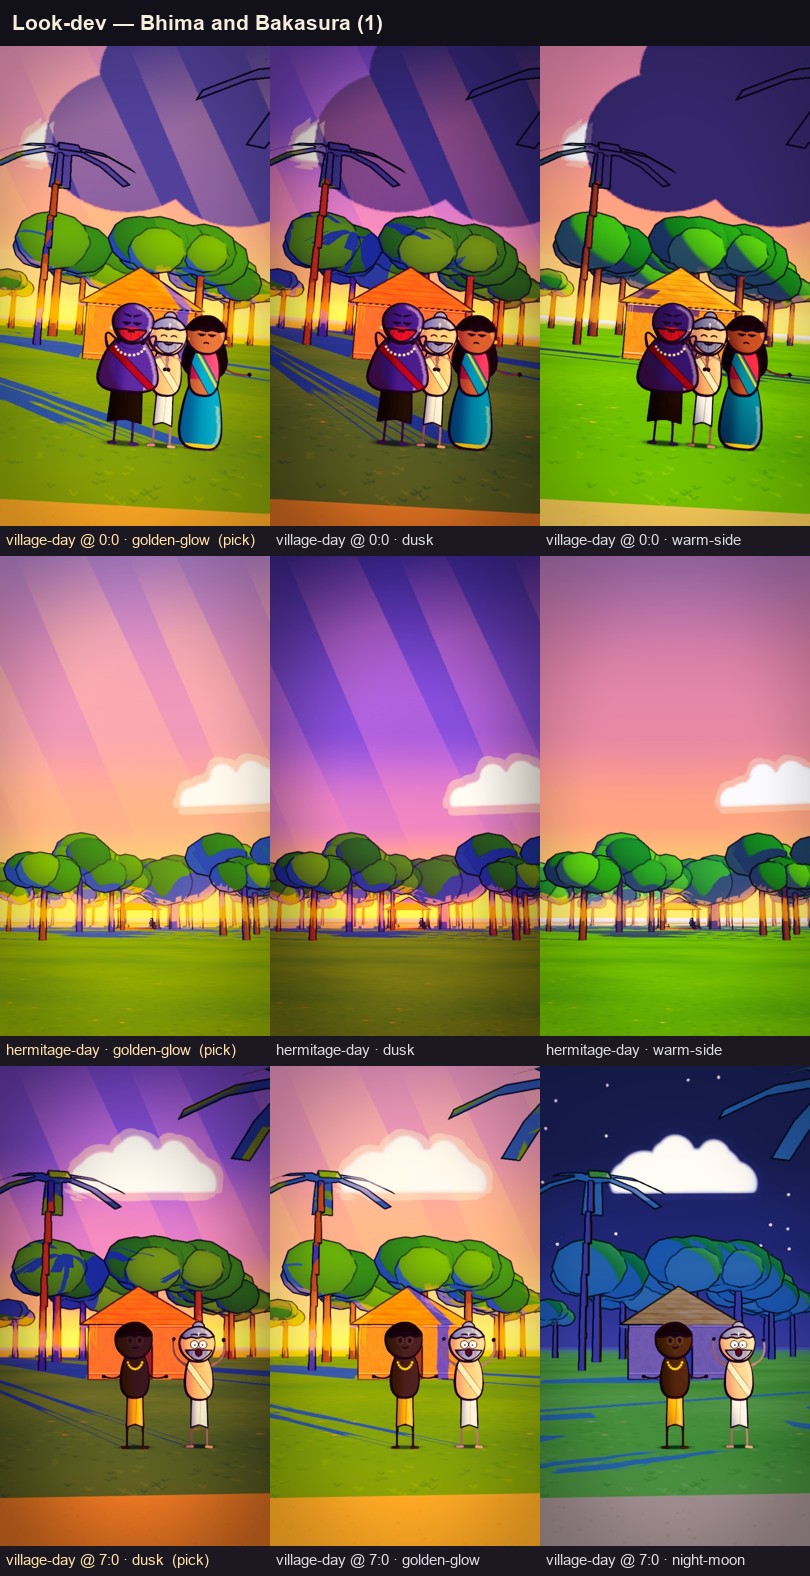 Look-dev — Bhima and Bakasura (1)
village-day @ 0:0 · golden-glow (pick)
village-day @ 0:0 · dusk
village-day @ 0:0 · warm-side
hermitage-day · golden-glow (pick)
hermitage-day · dusk
hermitage-day · warm-side
village-day @ 7:0 · dusk (pick)
village-day @ 7:0 · golden-glow
village-day @ 7:0 · night-moon